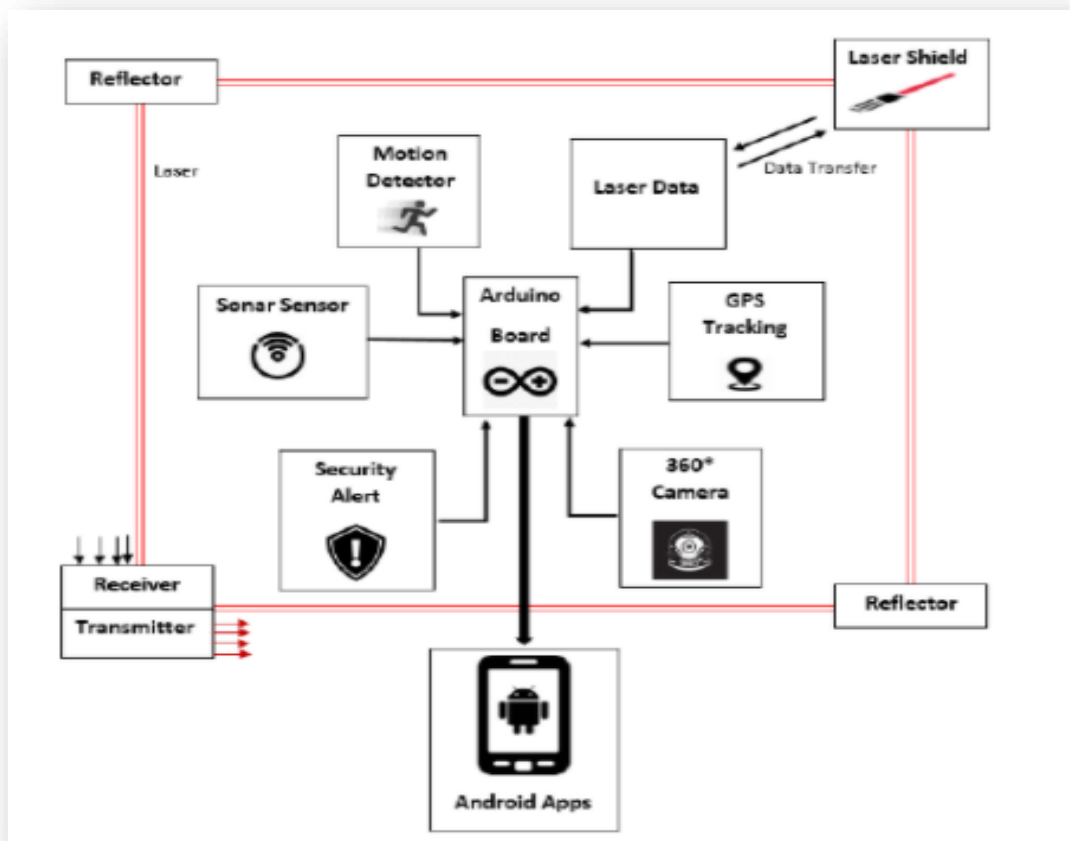 Reflector
Laser Shield
Laser
Motion
Detector
Laser Data
Data Transfer
Sonar Sensor
Arduino
Board
GPS
Tracking
Security
Alert
360°
Camera
Receiver
Transmitter
Reflector
Android Apps